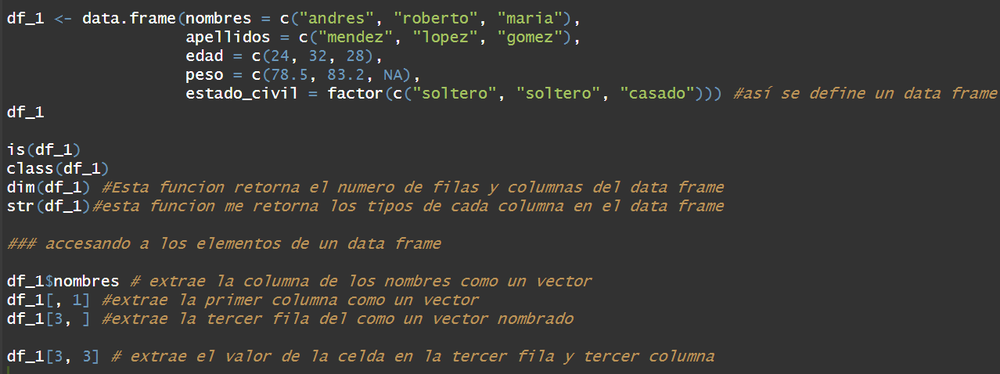 df_1 <- data.frame(nombres = c("andres", "roberto", "maria"),
                   apellidos = c("mendez", "lopez", "gomez"),
                   edad = c(24, 32, 28),
                   peso = c(78.5, 83.2, NA),
                   estado_civil = factor(c("soltero", "soltero", "casado"))) #así se define un data frame
df_1
is(df_1)
class(df_1)
dim(df_1) #Esta funcion retorna el numero de filas y columnas del data frame
str(df_1)#esta funcion me retorna los tipos de cada columna en el data frame
### accesando a los elementos de un data frame
df_1$nombres # extrae la columna de los nombres como un vector
df_1[, 1] #extrae la primer columna como un vector
df_1[3, ] #extrae la tercer fila del como un vector nombrado
df_1[3, 3] # extrae el valor de la celda en la tercer fila y tercer columna